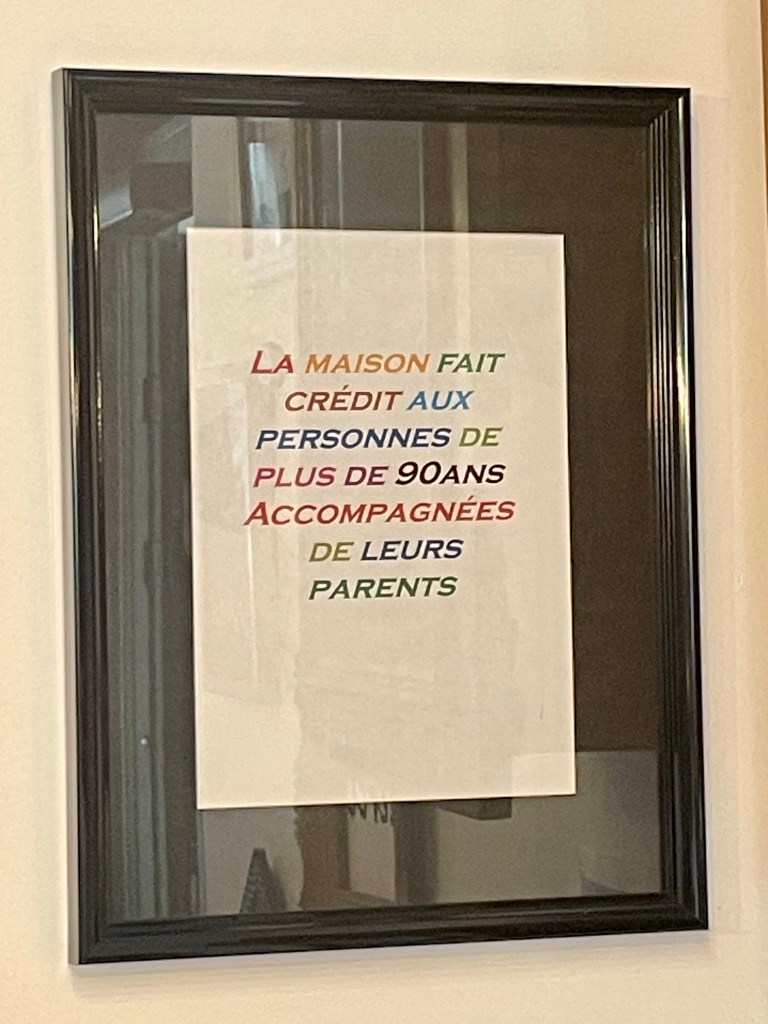 La maison fait
crédit aux
personnes de
plus de 90ans
Accompagnées
de leurs
parents